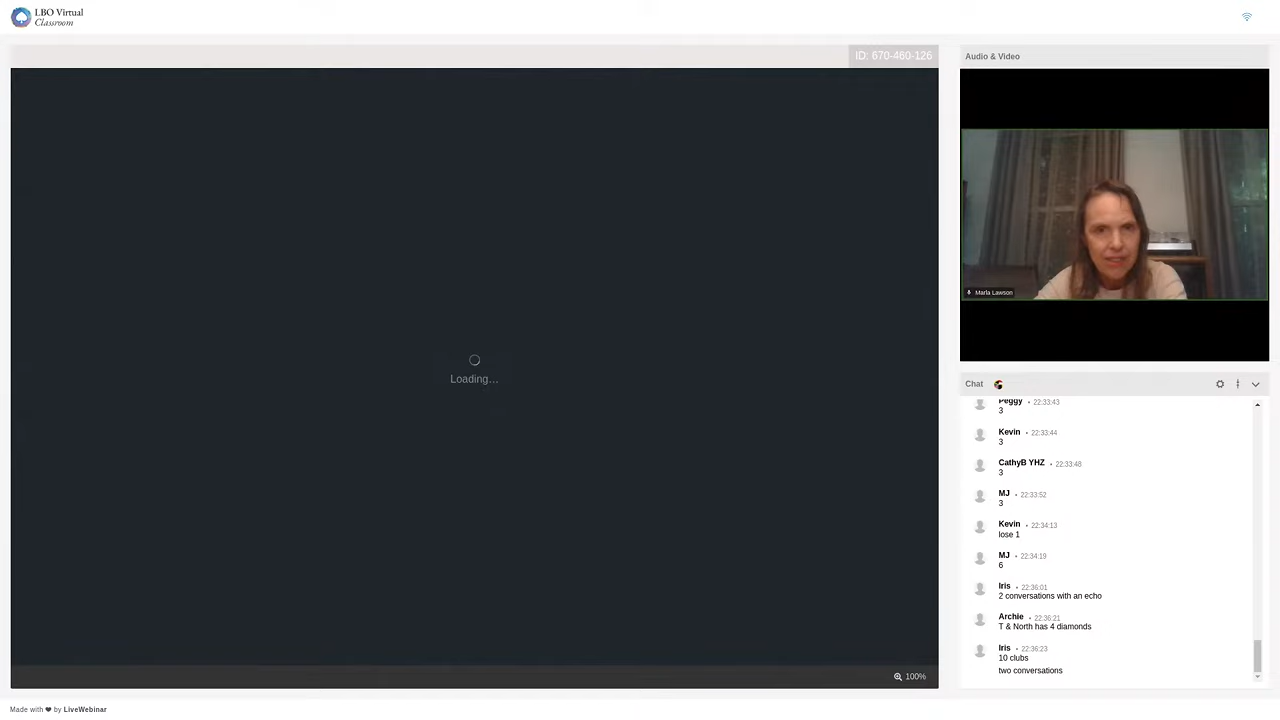 LBO Virtual
Classroom
ID: 670-460-126
Loading...
100%
Audio & Video
Marla Lawson
Chat
Peggy • 22:33:43
3
Kevin • 22:33:44
3
CathyB YHZ • 22:33:48
3
MJ • 22:33:52
3
Kevin • 22:34:13
lose 1
MJ • 22:34:19
6
Iris • 22:36:01
2 conversations with an echo
Archie • 22:36:21
T & North has 4 diamonds
Iris • 22:36:23
10 clubs
two conversations
Made with ❤ by LiveWebinar